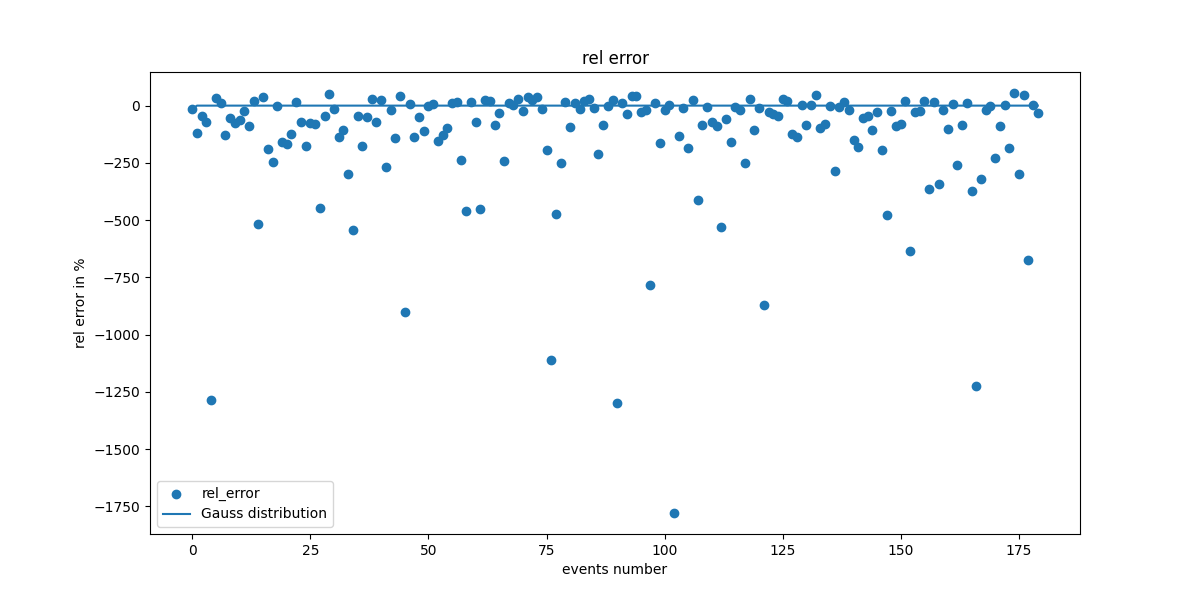 rel error
rel error in %
0
−250
−500
−750
−1000
−1250
−1500
−1750
rel_error
Gauss distribution
0 25 50 75 100 125 150 175
events number